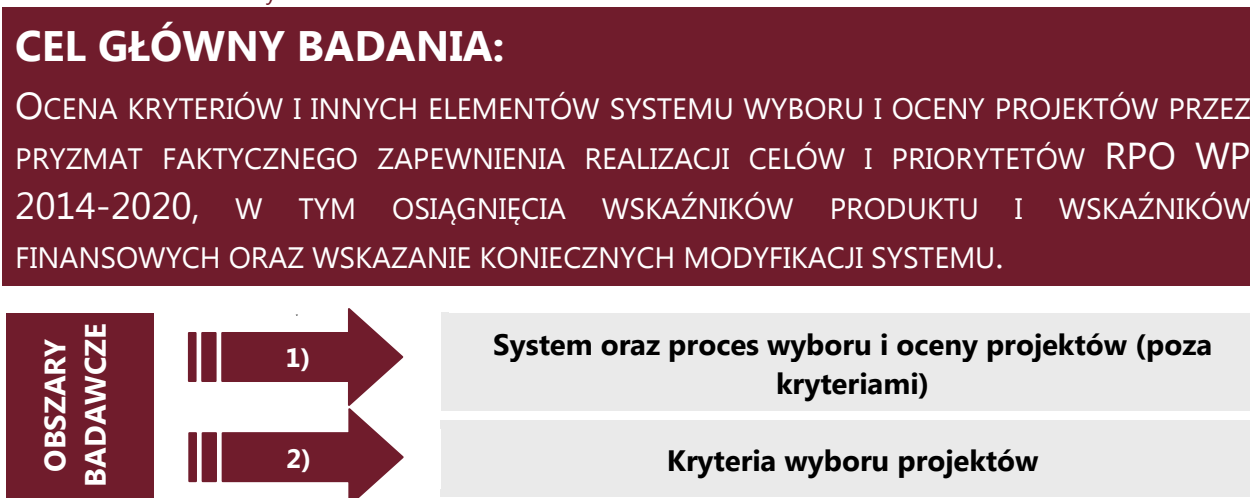 CEL GŁÓWNY BADANIA:
OCENA KRYTERIÓW I INNYCH ELEMENTÓW SYSTEMU WYBORU I OCENY PROJEKTÓW PRZEZ
PRYZMAT FAKTYCZNEGO ZAPEWNIENIA REALIZACJI CELÓW I PRIORYTETÓW RPO WP
2014-2020, W TYM OSIĄGNIĘCIA WSKAŹNIKÓW PRODUKTU I WSKAŹNIKÓW
FINANSOWYCH ORAZ WSKAZANIE KONIECZNYCH MODYFIKACJI SYSTEMU.
OBSZARY
BADAWCZE
1)
System oraz proces wyboru i oceny projektów (poza
kryteriami)
2)
Kryteria wyboru projektów